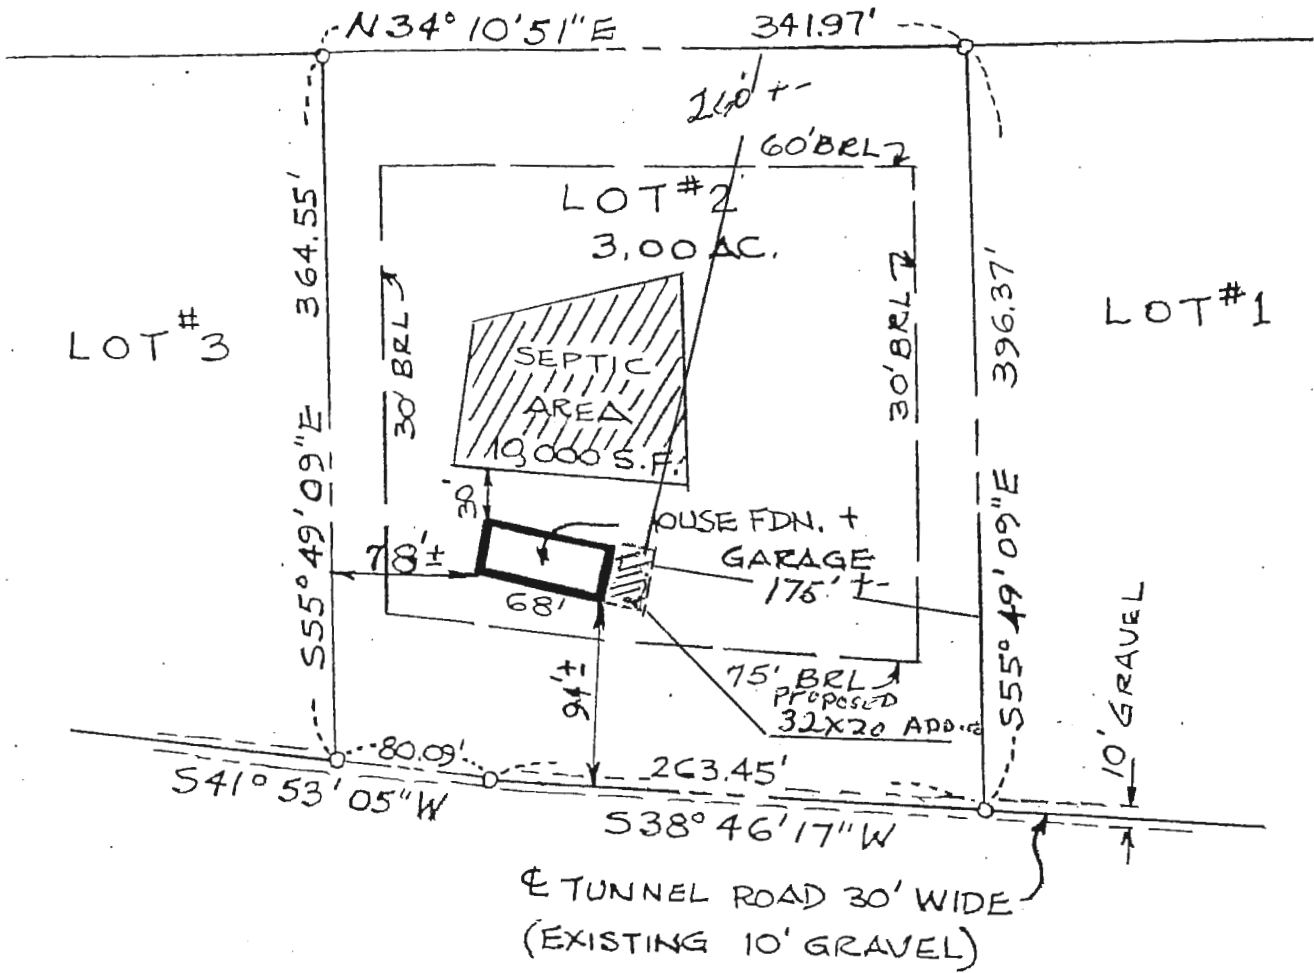 N34°10'51"E
341.97'
260' +-
60' BRL
LOT #2
3.00 AC.
364.55'
S55°49'09"E
LOT #3
30' BRL
30' BRL
396.37'
S55°49'09"E
LOT #1
SEPTIC
AREA
10,000 S.F.
30'
OUSE FDN. +
GARAGE
78'±
175' +-
68'
94'±
75' BRL
PROPOSED
32X20 ADD
10' GRAVEL
80.09'
263.45'
S41°53'05"W
S38°46'17"W
℄ TUNNEL ROAD 30' WIDE
(EXISTING 10' GRAVEL)